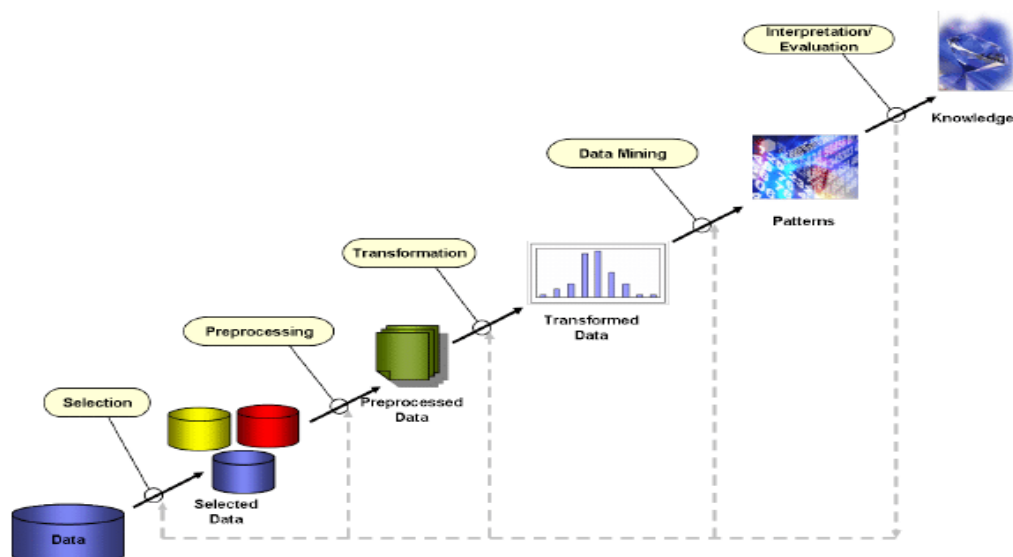 Interpretation/
Evaluation
Knowledge
Data Mining
Patterns
Transformation
Transformed
Data
Preprocessing
Preprocessed
Data
Selection
Selected
Data
Data